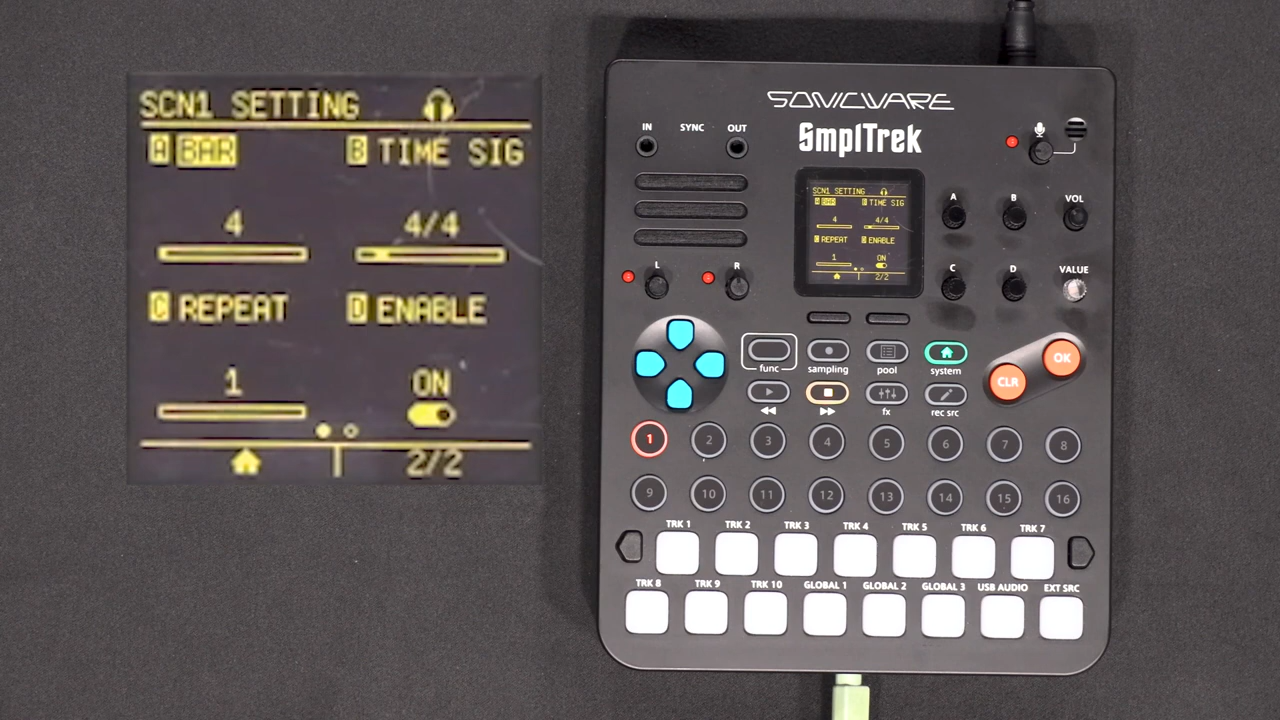 SCN1 SETTING
A BAR B TIME SIG
4 4/4
C REPEAT D ENABLE
1 ON
2/2
SONICWARE
SmplTrek
IN SYNC OUT
SCN1 SETTING
A BAR B TIME SIG
4 4/4
C REPEAT D ENABLE
1 ON
2/2
A B VOL
L R
C D VALUE
func sampling pool system
OK
CLR
fx rec src
1 2 3 4 5 6 7 8
9 10 11 12 13 14 15 16
TRK 1 TRK 2 TRK 3 TRK 4 TRK 5 TRK 6 TRK 7
TRK 8 TRK 9 TRK 10 GLOBAL 1 GLOBAL 2 GLOBAL 3 USB AUDIO EXT SRC